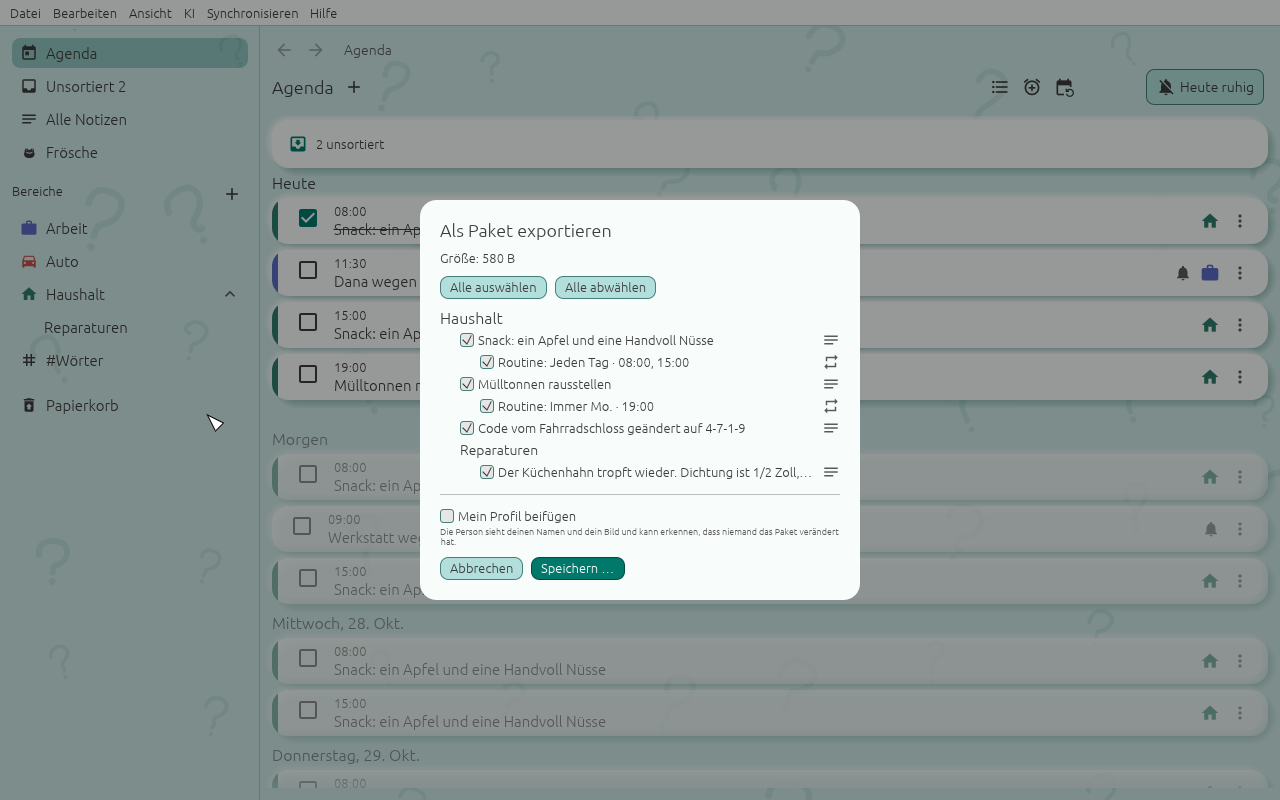 Datei Bearbeiten Ansicht KI Synchronisieren Hilfe
Agenda
Unsortiert 2
Alle Notizen
Frösche
Bereiche
Arbeit
Auto
Haushalt
Reparaturen
#Wörter
Papierkorb
Agenda
Agenda
Heute ruhig
2 unsortiert
Heute
08:00
Snack: ein Ap
11:30
Dana wegen
15:00
Snack: ein Ap
19:00
Mülltonnen r
Morgen
08:00
Snack: ein Ap
09:00
Werkstatt we
15:00
Snack: ein Ap
Mittwoch, 28. Okt.
08:00
Snack: ein Apfel und eine Handvoll Nüsse
15:00
Snack: ein Apfel und eine Handvoll Nüsse
Donnerstag, 29. Okt.
08:00
Als Paket exportieren
Größe: 580 B
Alle auswählen Alle abwählen
Haushalt
Snack: ein Apfel und eine Handvoll Nüsse
Routine: Jeden Tag · 08:00, 15:00
Mülltonnen rausstellen
Routine: Immer Mo. · 19:00
Code vom Fahrradschloss geändert auf 4-7-1-9
Reparaturen
Der Küchenhahn tropft wieder. Dichtung ist 1/2 Zoll,…
Mein Profil beifügen
Die Person sieht deinen Namen und dein Bild und kann erkennen, dass niemand das Paket verändert
hat.
Abbrechen Speichern …